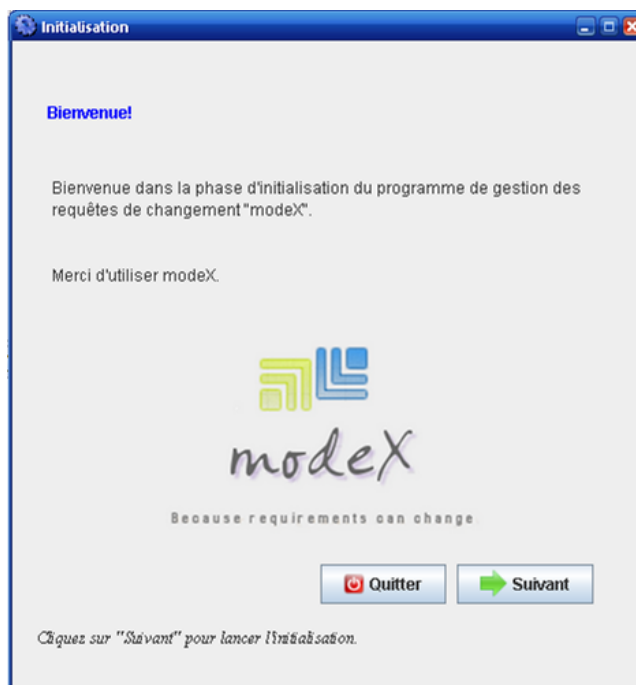 Initialisation
Bienvenue!
Bienvenue dans la phase d'initialisation du programme de gestion des
requêtes de changement "modeX".
Merci d'utiliser modeX.
modeX
Because requirements can change
Quitter
Suivant
Cliquez sur "Suivant" pour lancer l'initialisation.